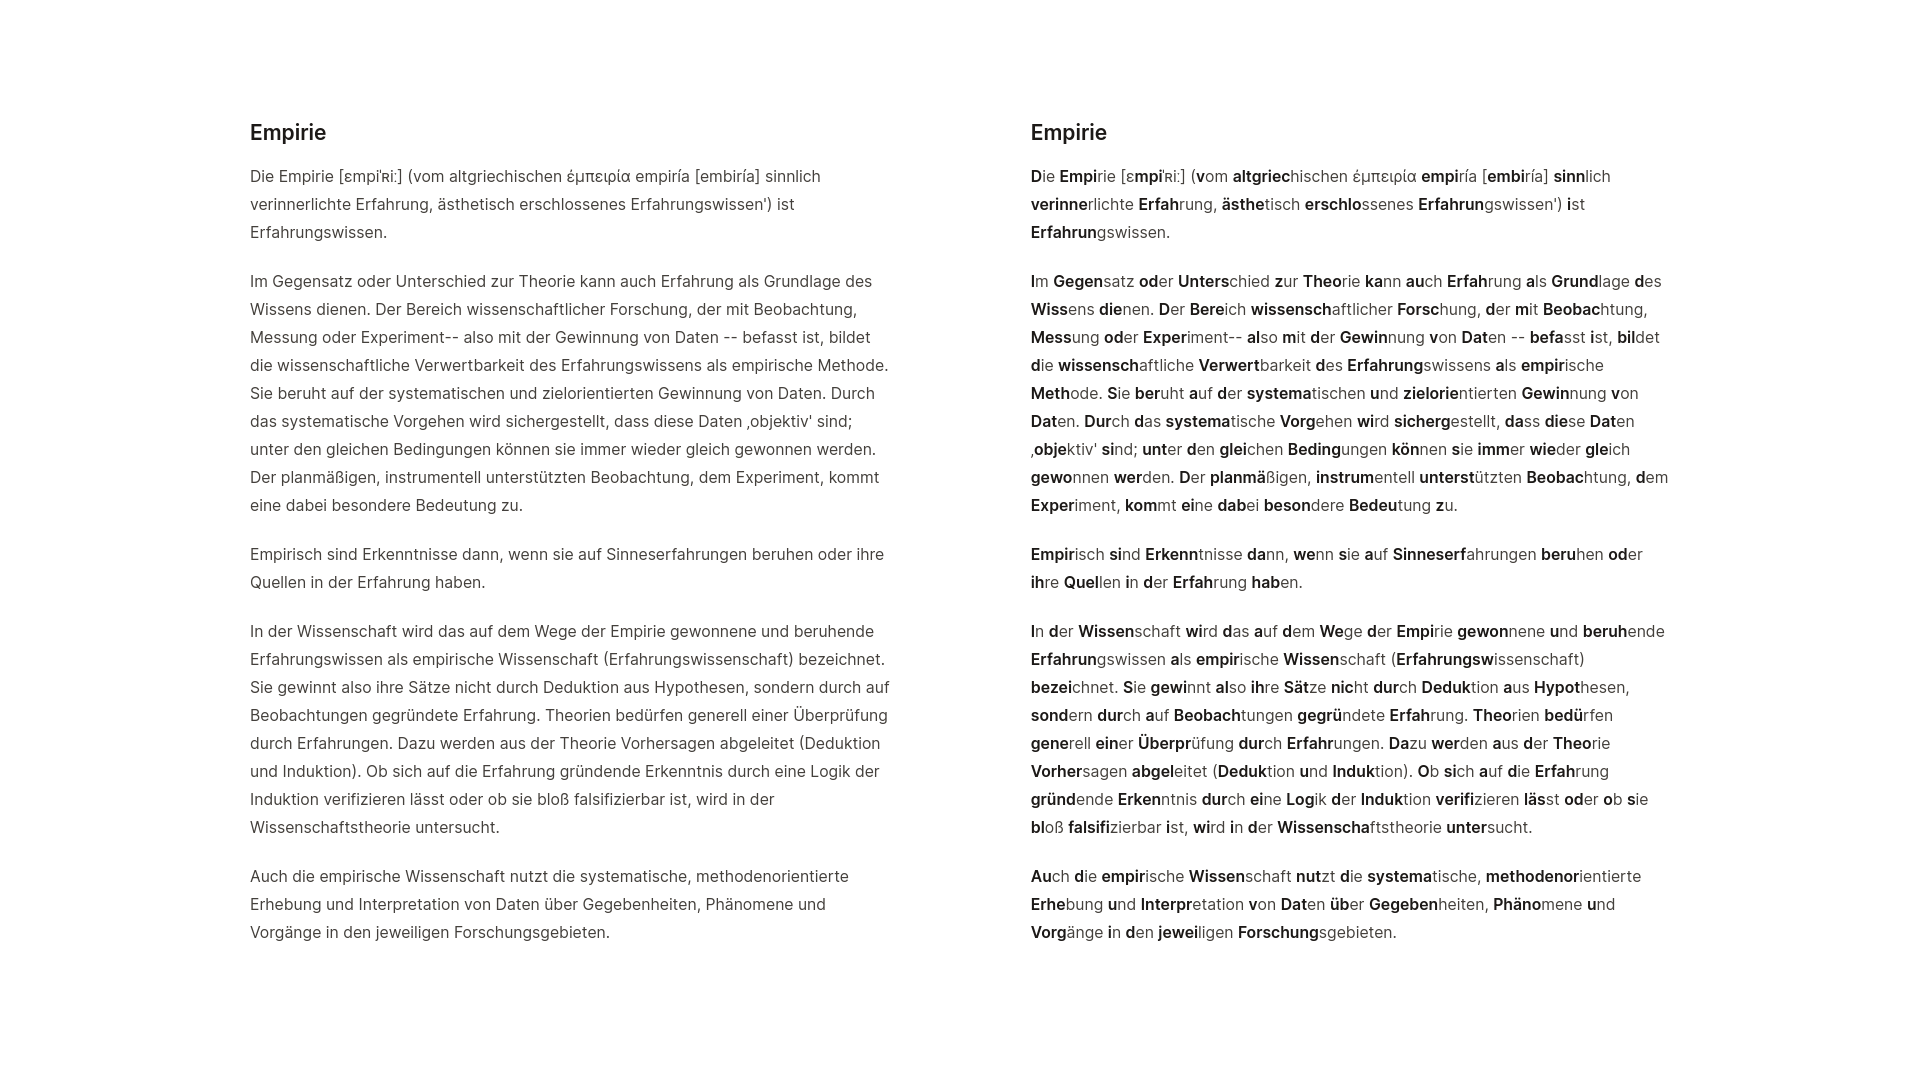 Empirie
Die Empirie [ɛmpiˈʀiː] (vom altgriechischen ἐμπειρία empiría [embiría] sinnlich
verinnerlichte Erfahrung, ästhetisch erschlossenes Erfahrungswissen') ist
Erfahrungswissen.
Im Gegensatz oder Unterschied zur Theorie kann auch Erfahrung als Grundlage des
Wissens dienen. Der Bereich wissenschaftlicher Forschung, der mit Beobachtung,
Messung oder Experiment-- also mit der Gewinnung von Daten -- befasst ist, bildet
die wissenschaftliche Verwertbarkeit des Erfahrungswissens als empirische Methode.
Sie beruht auf der systematischen und zielorientierten Gewinnung von Daten. Durch
das systematische Vorgehen wird sichergestellt, dass diese Daten ‚objektiv' sind;
unter den gleichen Bedingungen können sie immer wieder gleich gewonnen werden.
Der planmäßigen, instrumentell unterstützten Beobachtung, dem Experiment, kommt
eine dabei besondere Bedeutung zu.
Empirisch sind Erkenntnisse dann, wenn sie auf Sinneserfahrungen beruhen oder ihre
Quellen in der Erfahrung haben.
In der Wissenschaft wird das auf dem Wege der Empirie gewonnene und beruhende
Erfahrungswissen als empirische Wissenschaft (Erfahrungswissenschaft) bezeichnet.
Sie gewinnt also ihre Sätze nicht durch Deduktion aus Hypothesen, sondern durch auf
Beobachtungen gegründete Erfahrung. Theorien bedürfen generell einer Überprüfung
durch Erfahrungen. Dazu werden aus der Theorie Vorhersagen abgeleitet (Deduktion
und Induktion). Ob sich auf die Erfahrung gründende Erkenntnis durch eine Logik der
Induktion verifizieren lässt oder ob sie bloß falsifizierbar ist, wird in der
Wissenschaftstheorie untersucht.
Auch die empirische Wissenschaft nutzt die systematische, methodenorientierte
Erhebung und Interpretation von Daten über Gegebenheiten, Phänomene und
Vorgänge in den jeweiligen Forschungsgebieten.
Empirie
Die Empirie [ɛmpiˈʀiː] (vom altgriechischen ἐμπειρία empiría [embiría] sinnlich
verinnerlichte Erfahrung, ästhetisch erschlossenes Erfahrungswissen') ist
Erfahrungswissen.
Im Gegensatz oder Unterschied zur Theorie kann auch Erfahrung als Grundlage des
Wissens dienen. Der Bereich wissenschaftlicher Forschung, der mit Beobachtung,
Messung oder Experiment-- also mit der Gewinnung von Daten -- befasst ist, bildet
die wissenschaftliche Verwertbarkeit des Erfahrungswissens als empirische
Methode. Sie beruht auf der systematischen und zielorientierten Gewinnung von
Daten. Durch das systematische Vorgehen wird sichergestellt, dass diese Daten
‚objektiv' sind; unter den gleichen Bedingungen können sie immer wieder gleich
gewonnen werden. Der planmäßigen, instrumentell unterstützten Beobachtung, dem
Experiment, kommt eine dabei besondere Bedeutung zu.
Empirisch sind Erkenntnisse dann, wenn sie auf Sinneserfahrungen beruhen oder
ihre Quellen in der Erfahrung haben.
In der Wissenschaft wird das auf dem Wege der Empirie gewonnene und beruhende
Erfahrungswissen als empirische Wissenschaft (Erfahrungswissenschaft)
bezeichnet. Sie gewinnt also ihre Sätze nicht durch Deduktion aus Hypothesen,
sondern durch auf Beobachtungen gegründete Erfahrung. Theorien bedürfen
generell einer Überprüfung durch Erfahrungen. Dazu werden aus der Theorie
Vorhersagen abgeleitet (Deduktion und Induktion). Ob sich auf die Erfahrung
gründende Erkenntnis durch eine Logik der Induktion verifizieren lässt oder ob sie
bloß falsifizierbar ist, wird in der Wissenschaftstheorie untersucht.
Auch die empirische Wissenschaft nutzt die systematische, methodenorientierte
Erhebung und Interpretation von Daten über Gegebenheiten, Phänomene und
Vorgänge in den jeweiligen Forschungsgebieten.